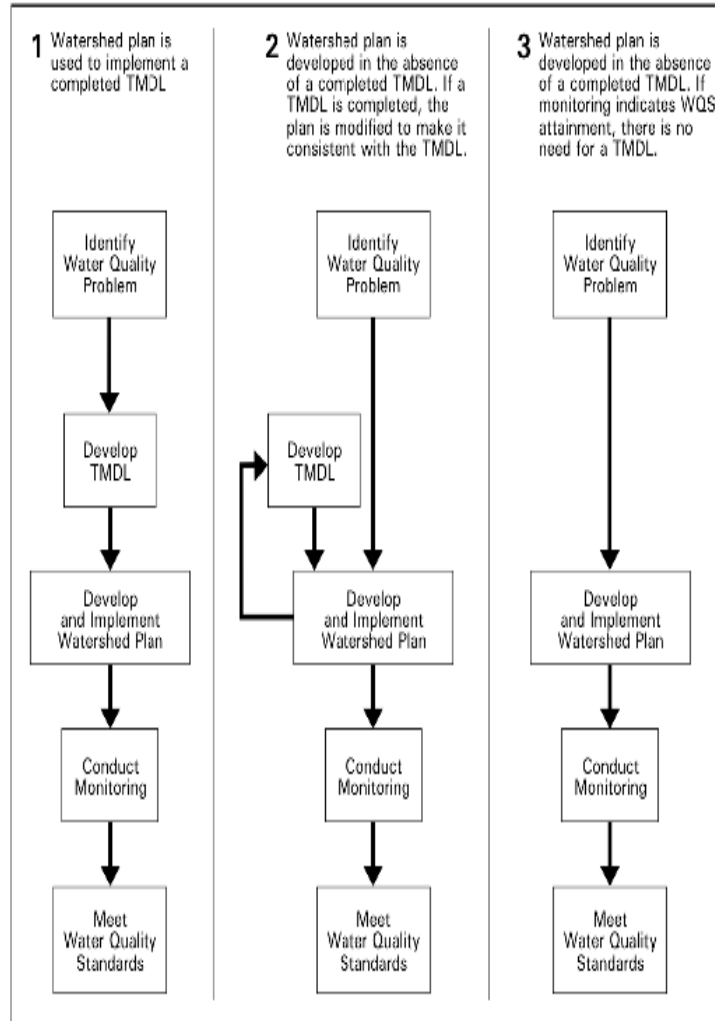 1 Watershed plan is
used to implement a
completed TMDL
Identify
Water Quality
Problem
Develop
TMDL
Develop
and Implement
Watershed Plan
Conduct
Monitoring
Meet
Water Quality
Standards
2 Watershed plan is
developed in the absence
of a completed TMDL. If a
TMDL is completed, the
plan is modified to make it
consistent with the TMDL.
Identify
Water Quality
Problem
Develop
TMDL
Develop
and Implement
Watershed Plan
Conduct
Monitoring
Meet
Water Quality
Standards
3 Watershed plan is
developed in the absence
of a completed TMDL. If
monitoring indicates WQS
attainment, there is no
need for a TMDL.
Identify
Water Quality
Problem
Develop
and Implement
Watershed Plan
Conduct
Monitoring
Meet
Water Quality
Standards